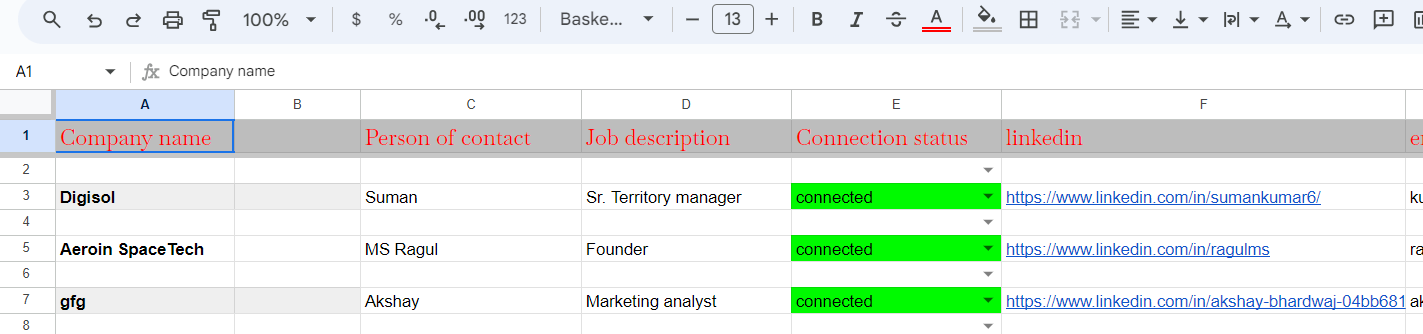 100% $ % .0 .00 123 Baske... 13 B I A A
A1 fx Company name
A B C D E F
1 Company name Person of contact Job description Connection status linkedin
2
3 Digisol Suman Sr. Territory manager connected https://www.linkedin.com/in/sumankumar6/ ku
4
5 Aeroin SpaceTech MS Ragul Founder connected https://www.linkedin.com/in/ragulms ra
6
7 gfg Akshay Marketing analyst connected https://www.linkedin.com/in/akshay-bhardwaj-04bb681 ak
8